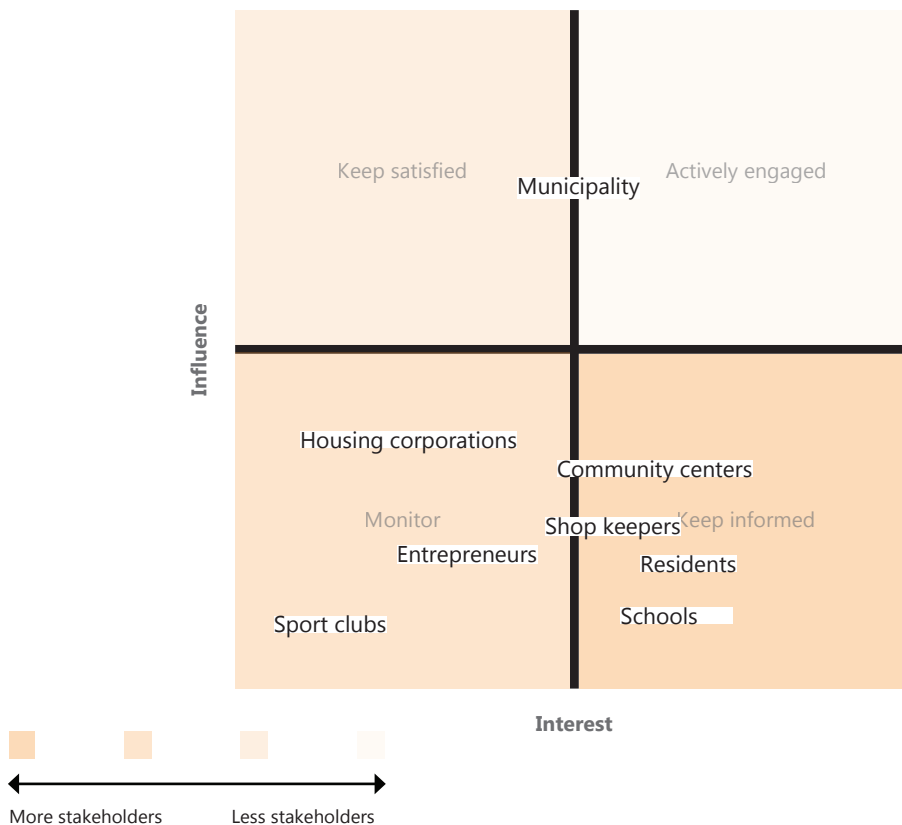 Keep satisfied
Actively engaged
Municipality
Influence
Housing corporations
Community centers
Monitor
Shop keepers
Keep informed
Entrepreneurs
Residents
Schools
Sport clubs
Interest
More stakeholders
Less stakeholders